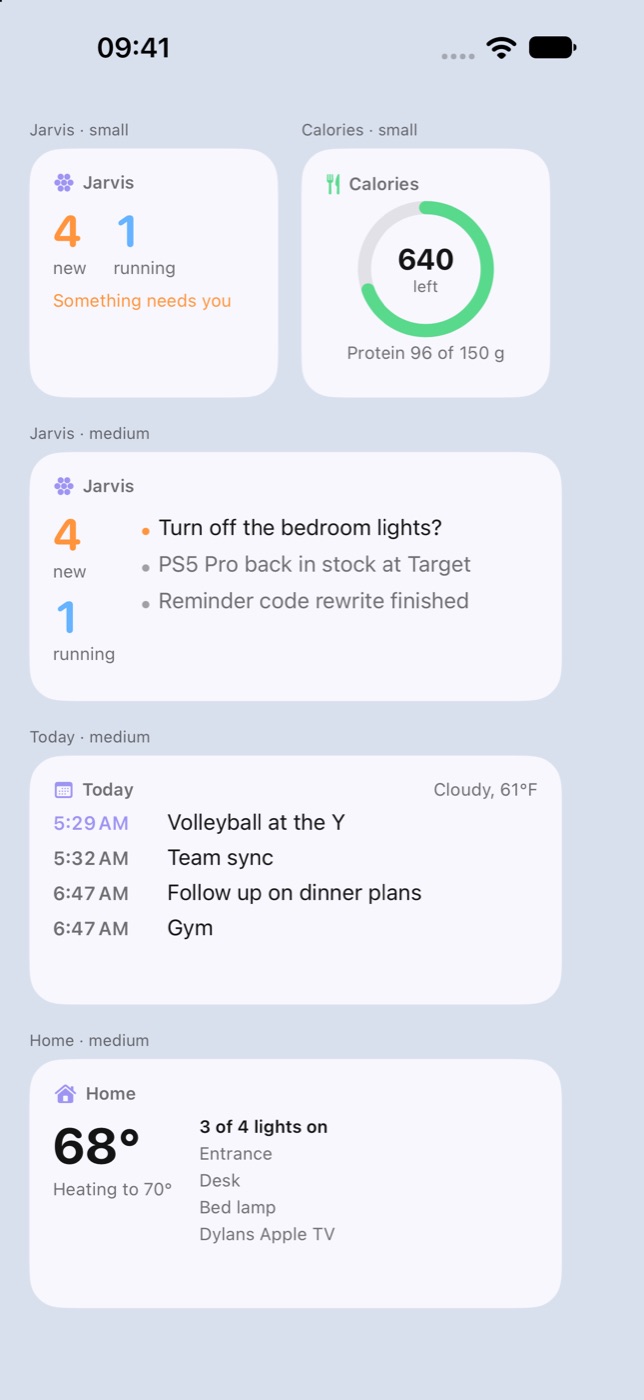 09:41
Jarvis · small
Calories · small
Jarvis
4 1
new running
Something needs you
Calories
640
left
Protein 96 of 150 g
Jarvis · medium
Jarvis
4
new
1
running
Turn off the bedroom lights?
PS5 Pro back in stock at Target
Reminder code rewrite finished
Today · medium
Today Cloudy, 61°F
5:29 AM Volleyball at the Y
5:32 AM Team sync
6:47 AM Follow up on dinner plans
6:47 AM Gym
Home · medium
Home
68°
Heating to 70°
3 of 4 lights on
Entrance
Desk
Bed lamp
Dylans Apple TV